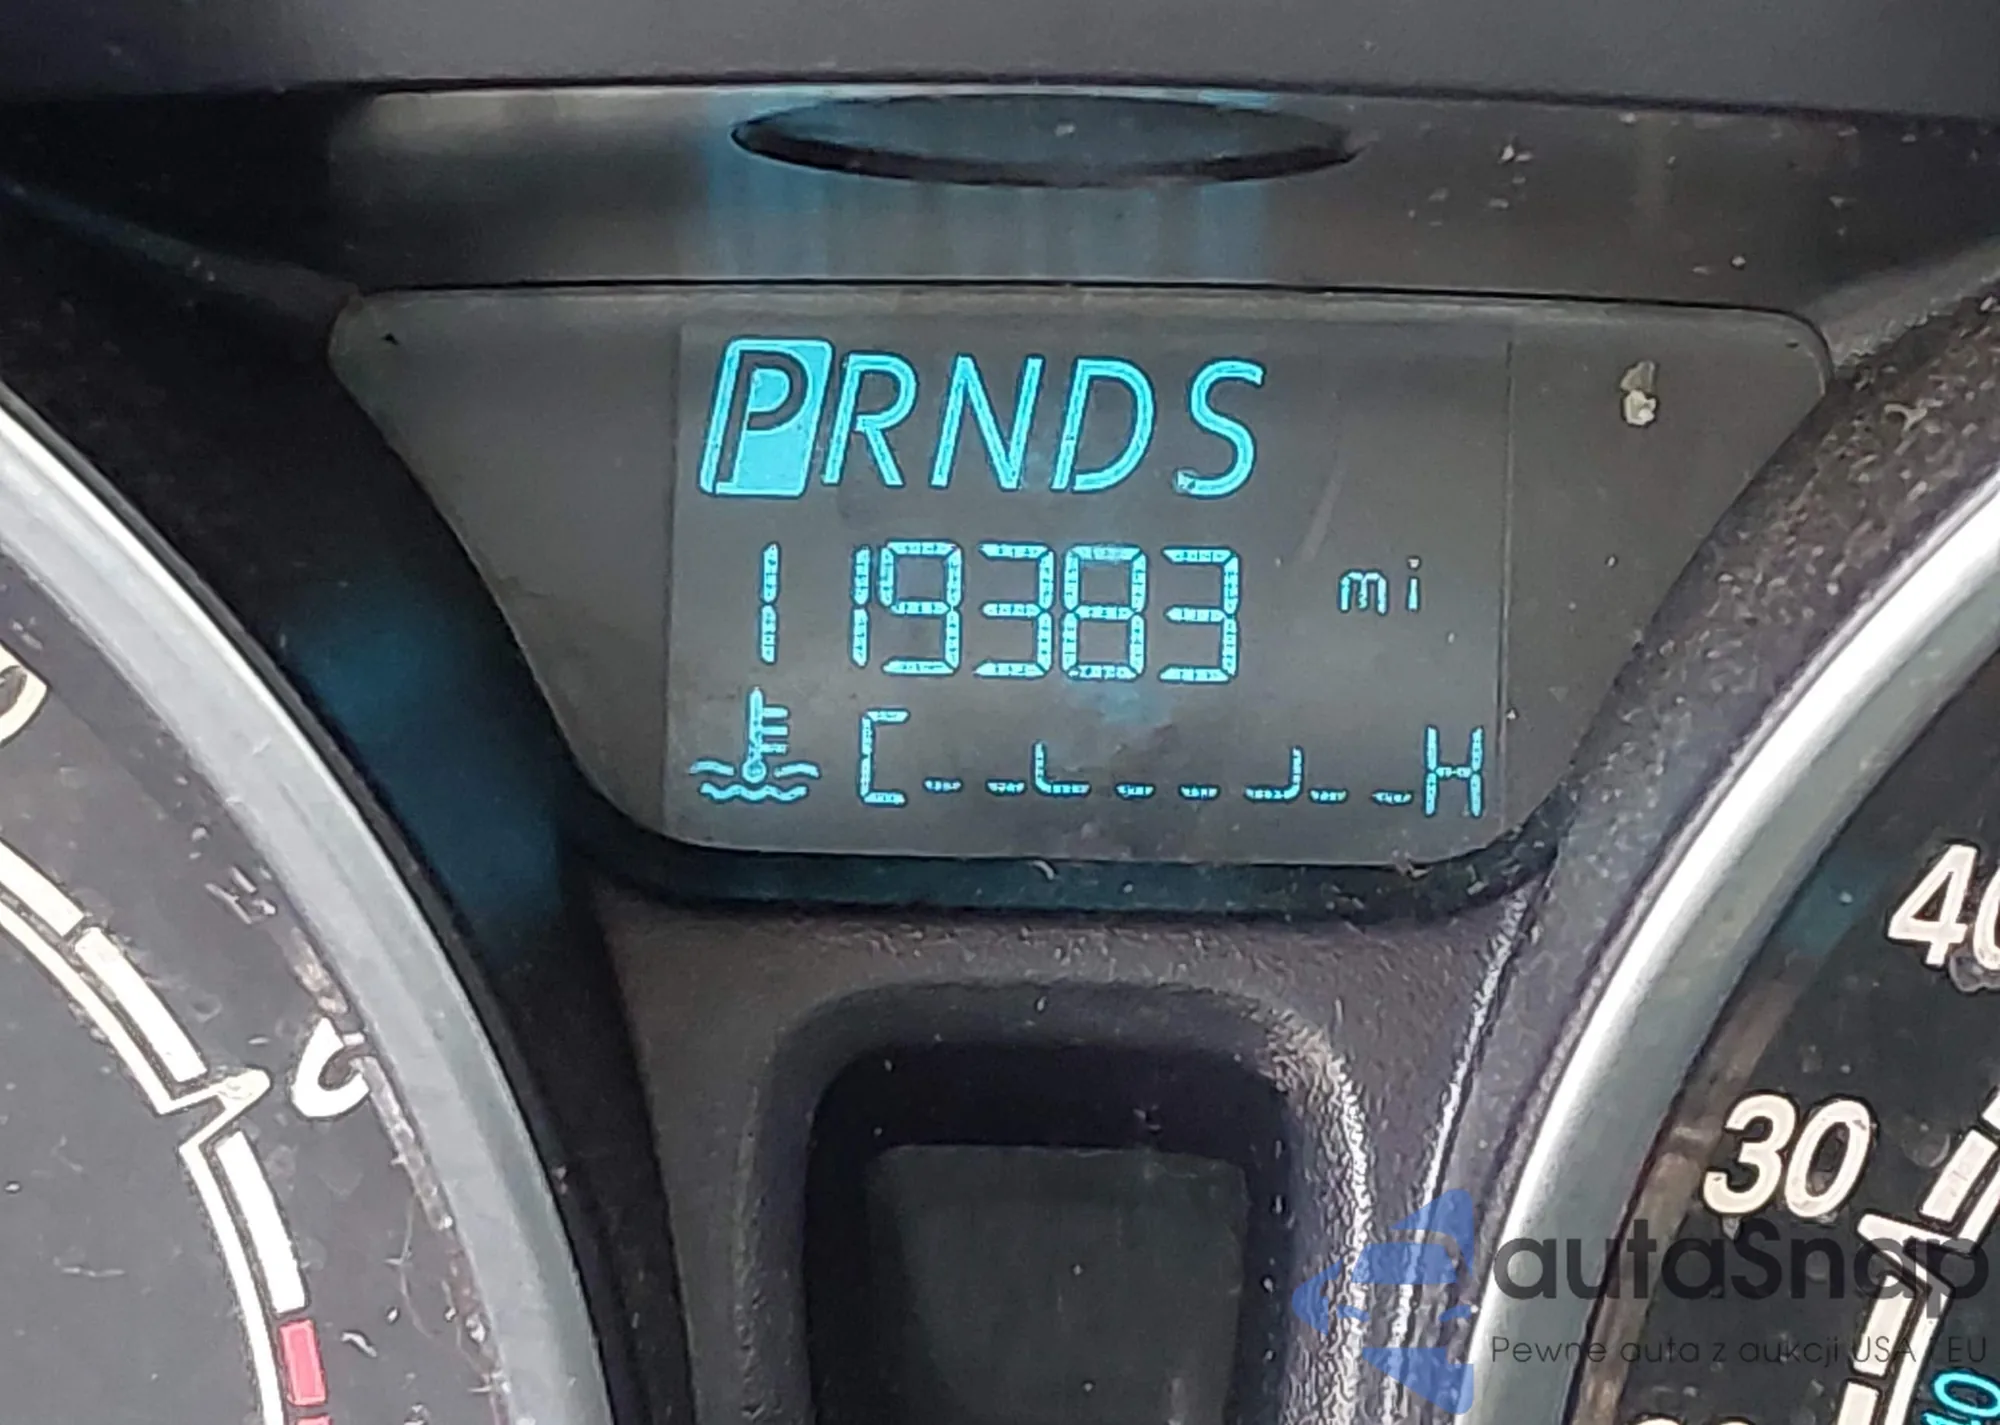 PRNDS
119383 mi
C H
40
30
autaSnap
Pewne auta z aukcji USA i EU